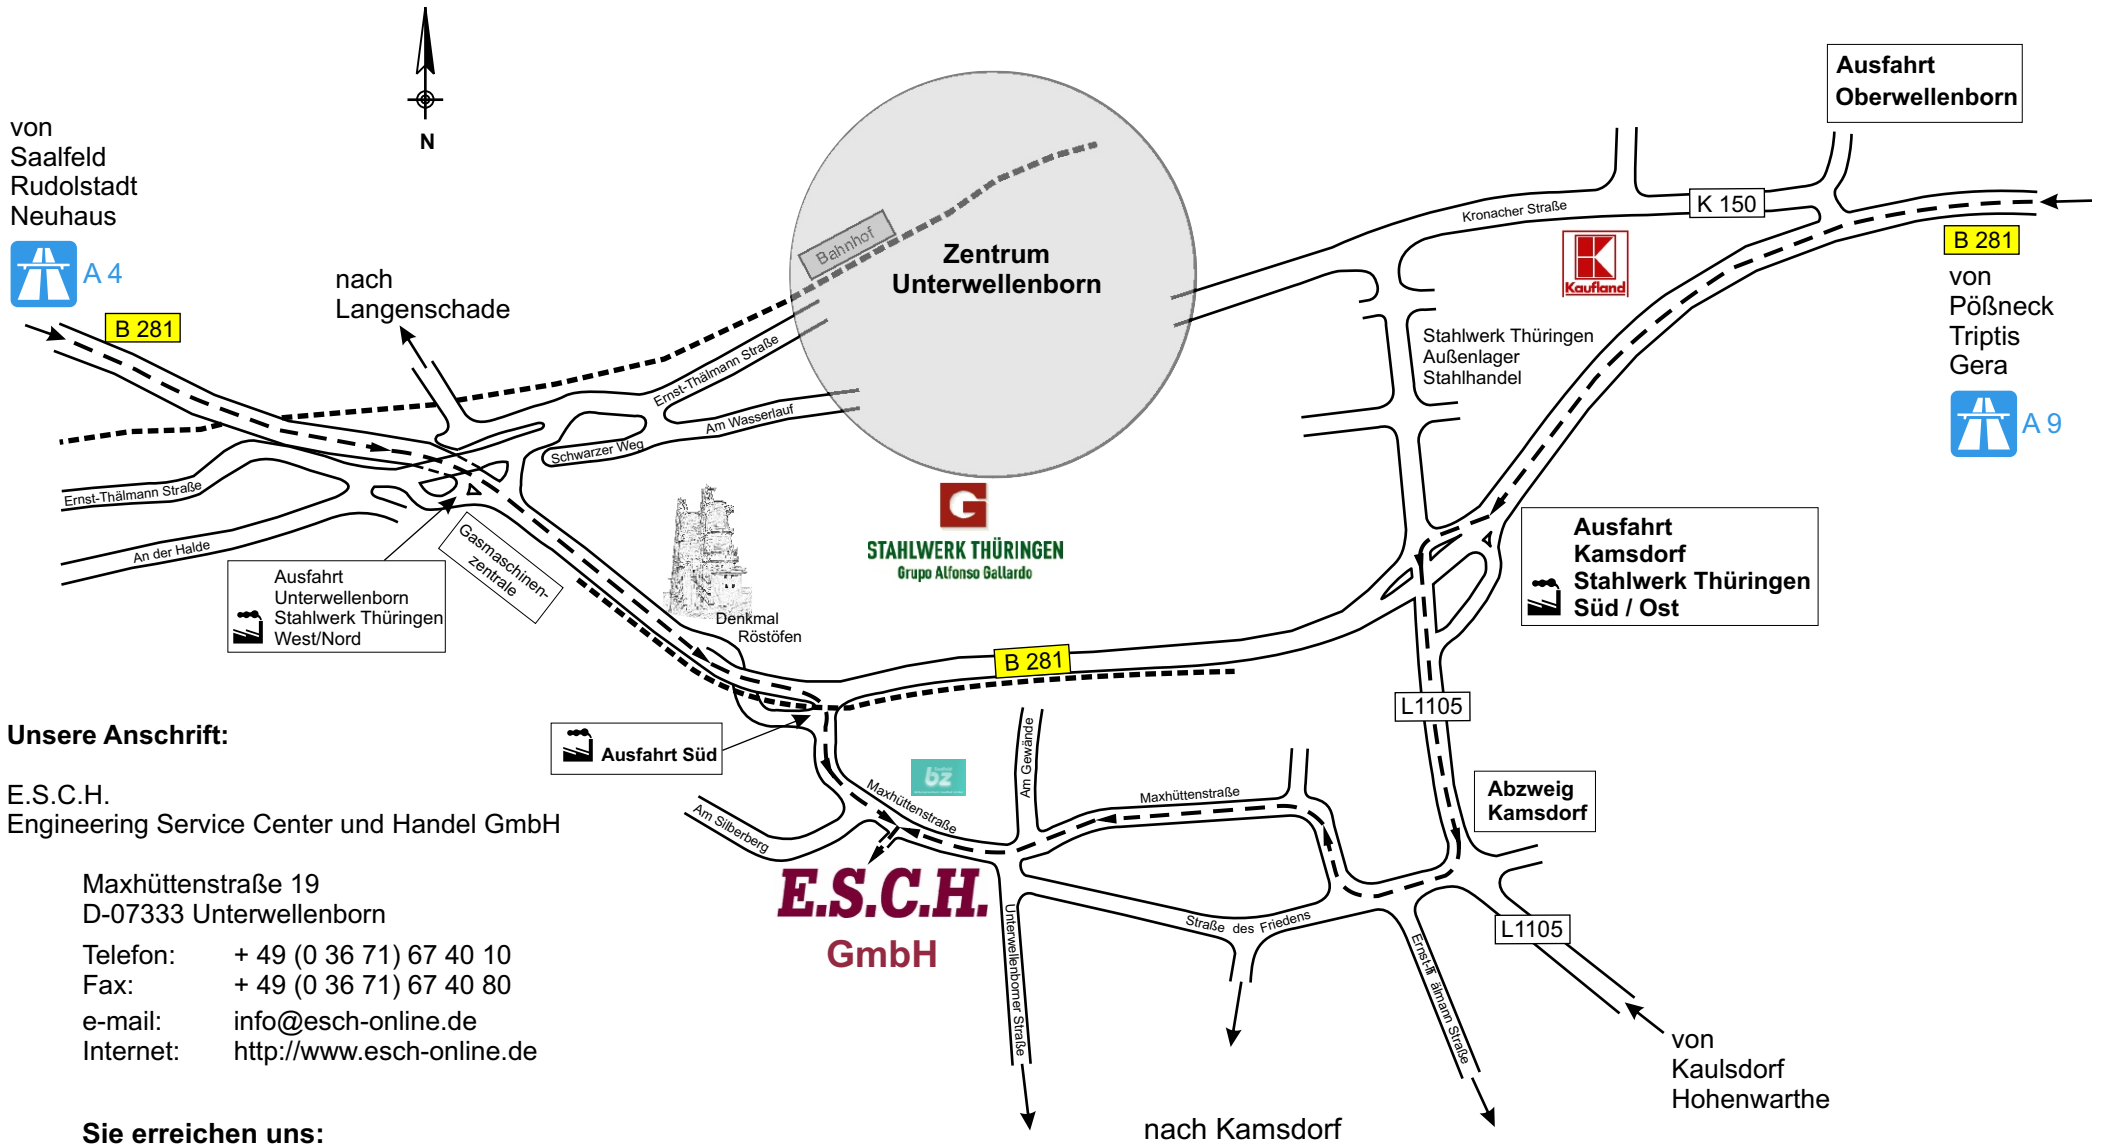 N
von
Saalfeld
Rudolstadt
Neuhaus
A 4
B 281
nach
Langenschade
Bahnhof
Zentrum
Unterwellenborn
Ernst-Thälmann Straße
Am Wasserlauf
Schwarzer Weg
Ernst-Thälmann Straße
An der Halde
Gasmaschinen-
zentrale
Ausfahrt
Unterwellenborn
Stahlwerk Thüringen
West/Nord
Denkmal
Röstöfen
G
STAHLWERK THÜRINGEN
Grupo Alfonso Gallardo
Kronacher Straße
K 150
Ausfahrt
Oberwellenborn
Kaufland
B 281
von
Pößneck
Triptis
Gera
A 9
Stahlwerk Thüringen
Außenlager
Stahlhandel
Ausfahrt
Kamsdorf
Stahlwerk Thüringen
Süd / Ost
B 281
L1105
Ausfahrt Süd
bz
Maxhüttenstraße
Am Gewände
Maxhüttenstraße
Am Silberberg
Abzweig
Kamsdorf
E.S.C.H.
GmbH
Unterwellenborner Straße
Straße des Friedens
Ernst-Thälmann Straße
L1105
von
Kaulsdorf
Hohenwarthe
nach Kamsdorf
Unsere Anschrift:
E.S.C.H.
Engineering Service Center und Handel GmbH
Maxhüttenstraße 19
D-07333 Unterwellenborn
Telefon: + 49 (0 36 71) 67 40 10
Fax: + 49 (0 36 71) 67 40 80
e-mail: info@esch-online.de
Internet: http://www.esch-online.de
Sie erreichen uns: